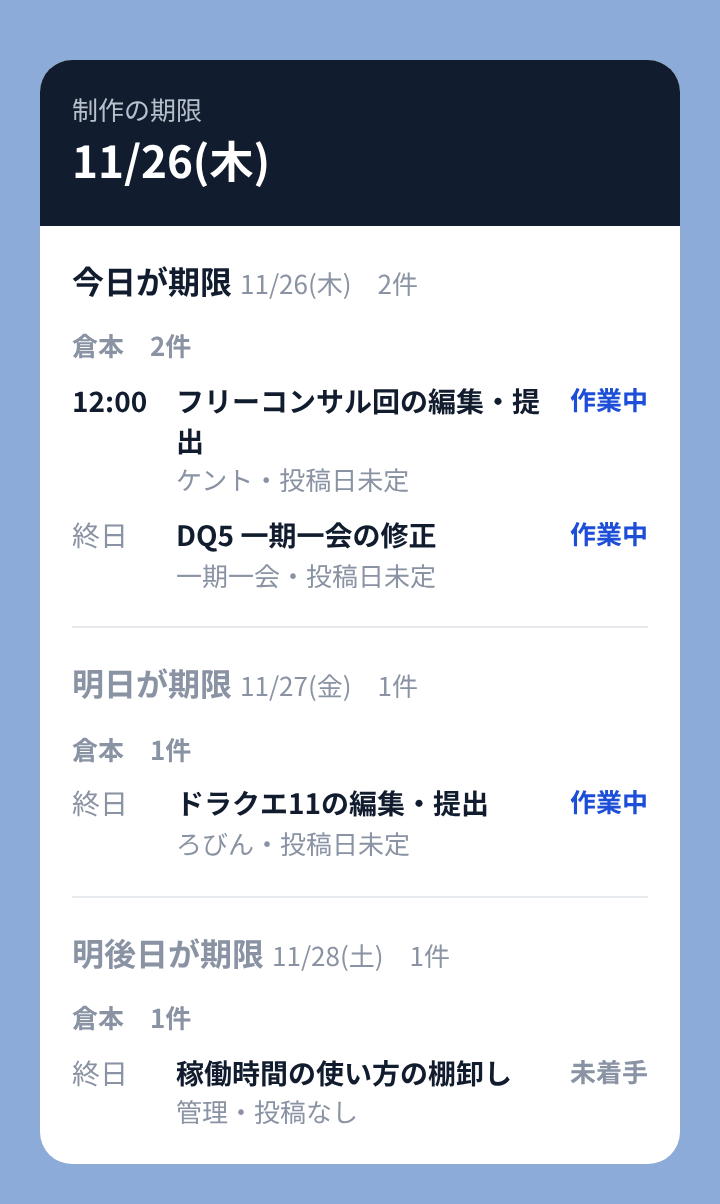 制作の期限
11/26(木)
今日が期限 11/26(木)　2件
倉本　2件
12:00　フリーコンサル回の編集・提　作業中
出
ケント・投稿日未定
終日　DQ5 一期一会の修正　作業中
一期一会・投稿日未定
明日が期限 11/27(金)　1件
倉本　1件
終日　ドラクエ11の編集・提出　作業中
ろびん・投稿日未定
明後日が期限 11/28(土)　1件
倉本　1件
終日　稼働時間の使い方の棚卸し　未着手
管理・投稿なし